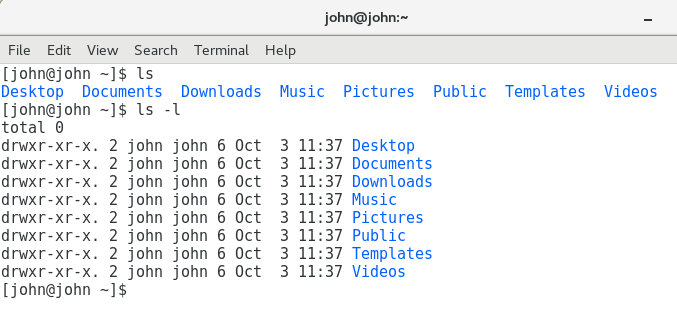 john@john:~
File Edit View Search Terminal Help
[john@john ~]$ ls
Desktop  Documents  Downloads  Music  Pictures  Public  Templates  Videos
[john@john ~]$ ls -l
total 0
drwxr-xr-x. 2 john john 6 Oct  3 11:37 Desktop
drwxr-xr-x. 2 john john 6 Oct  3 11:37 Documents
drwxr-xr-x. 2 john john 6 Oct  3 11:37 Downloads
drwxr-xr-x. 2 john john 6 Oct  3 11:37 Music
drwxr-xr-x. 2 john john 6 Oct  3 11:37 Pictures
drwxr-xr-x. 2 john john 6 Oct  3 11:37 Public
drwxr-xr-x. 2 john john 6 Oct  3 11:37 Templates
drwxr-xr-x. 2 john john 6 Oct  3 11:37 Videos
[john@john ~]$